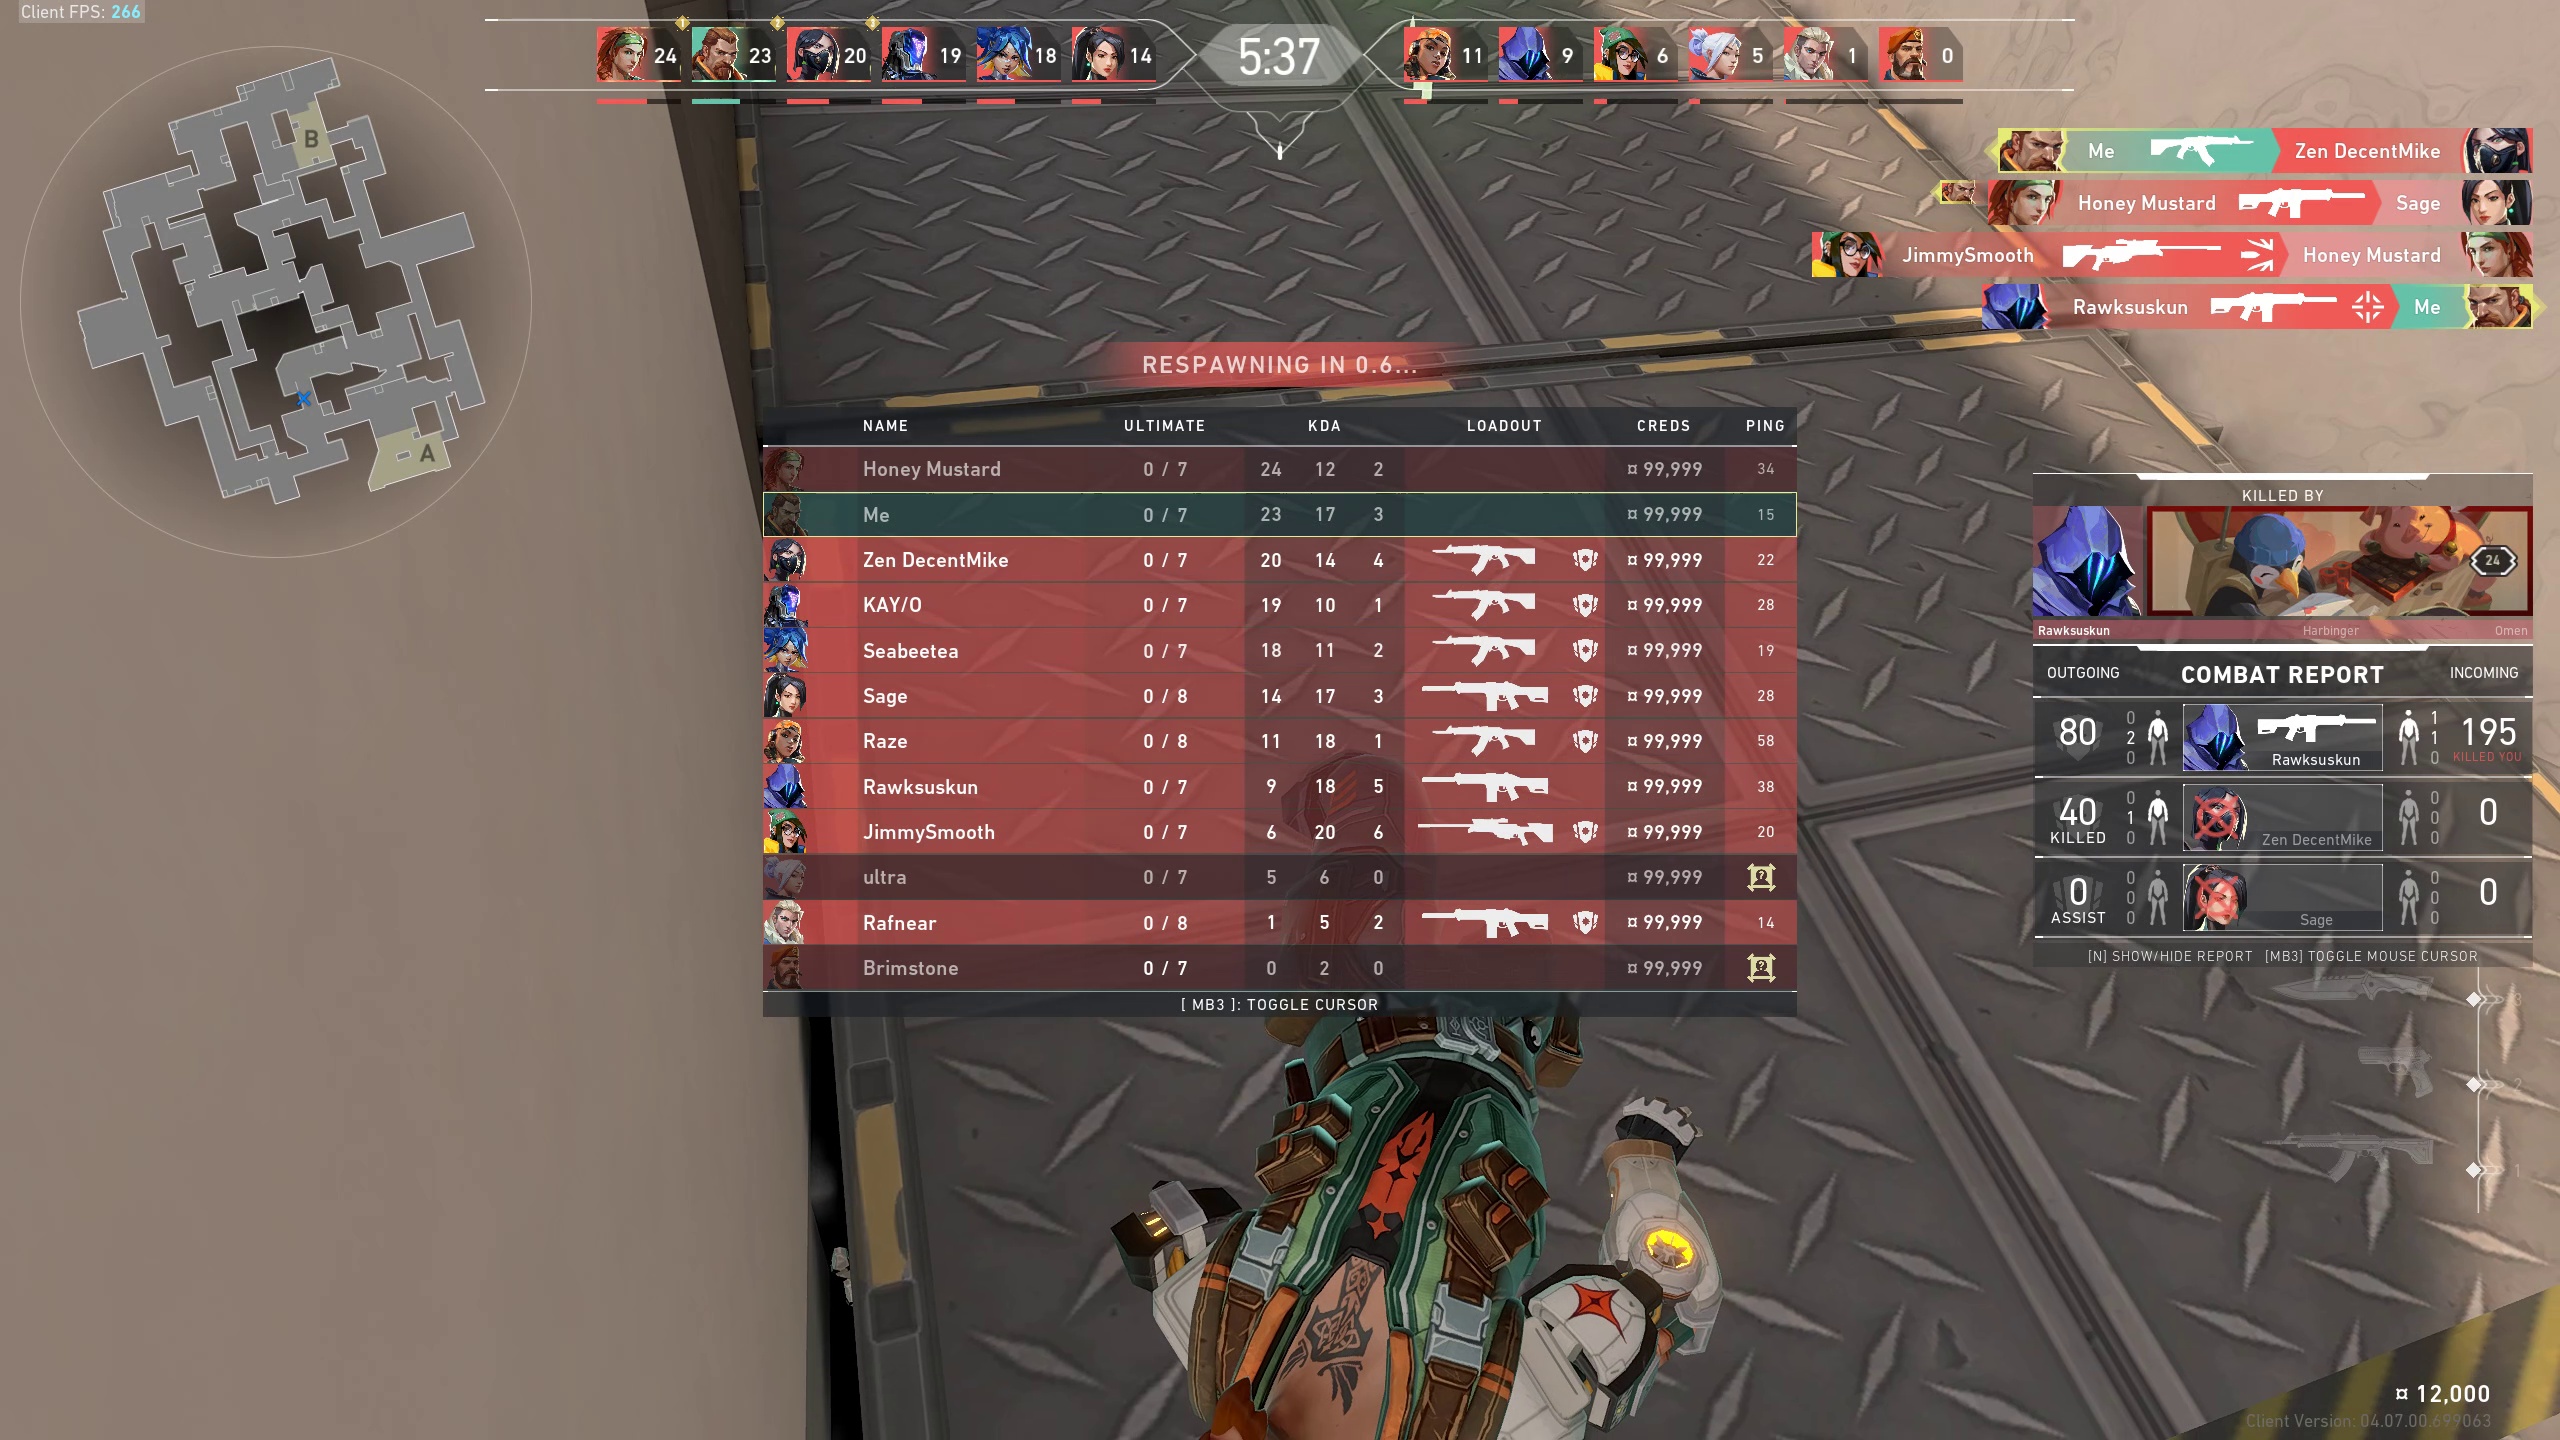 Client FPS: 266
24 23 20 19 18 14 5:37 11 9 6 5 1 0
B
A
Me Zen DecentMike
Honey Mustard Sage
JimmySmooth Honey Mustard
Rawksuskun Me
RESPAWNING IN 0.6...
NAME ULTIMATE KDA LOADOUT CREDS PING
Honey Mustard 0 / 7 24 12 2 ¤ 99,999 34
Me 0 / 7 23 17 3 ¤ 99,999 15
Zen DecentMike 0 / 7 20 14 4 ¤ 99,999 22
KAY/O 0 / 7 19 10 1 ¤ 99,999 28
Seabeetea 0 / 7 18 11 2 ¤ 99,999 19
Sage 0 / 8 14 17 3 ¤ 99,999 28
Raze 0 / 8 11 18 1 ¤ 99,999 58
Rawksuskun 0 / 7 9 18 5 ¤ 99,999 38
JimmySmooth 0 / 7 6 20 6 ¤ 99,999 20
ultra 0 / 7 5 6 0 ¤ 99,999 ?
Rafnear 0 / 8 1 5 2 ¤ 99,999 14
Brimstone 0 / 7 0 2 0 ¤ 99,999 ?
[ MB3 ]: TOGGLE CURSOR
KILLED BY
24
Rawksuskun Harbinger Omen
OUTGOING COMBAT REPORT INCOMING
80 0 2 0 Rawksuskun 1 1 0 195 KILLED YOU
40 KILLED 0 1 0 Zen DecentMike 0 0 0 0
0 ASSIST 0 0 0 Sage 0 0 0 0
[N] SHOW/HIDE REPORT [MB3] TOGGLE MOUSE CURSOR
3
2
1
¤ 12,000
Client Version: 04.07.00.699063